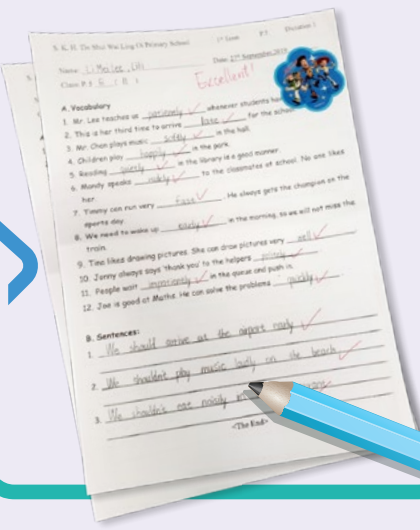 S. K. H. Tin Shui Wai Ling Oi Primary School 1st Term P.5 Dictation 1
Name: Li Mei Lee Date: 27th September 2019
Class: P.5
Excellent!
A. Vocabulary
1. Mr. Lee teaches us patiently whenever students
2. This is her third time to arrive late for the school
3. Mr. Chan plays music softly in the hall.
4. Children play happily in the park.
5. Reading quietly in the library is a good manner.
6. Mandy speaks rudely to the classmates at school. No one likes
her.
7. Timmy can run very fast. He always gets the champion on the
sports day.
8. We need to wake up early in the morning, so we will not miss the
train.
9. Tina likes drawing pictures. She can draw pictures very well
10. Jenny always says 'thank you' to the helpers politely
11. People wait impatiently in the queue and push in.
12. Joe is good at Maths. He can solve the problems quickly.
B. Sentences:
1. We should arrive at the airport early
2. We shouldn't play music loudly on the beach.
3. We shouldn't eat noisily
<The End>